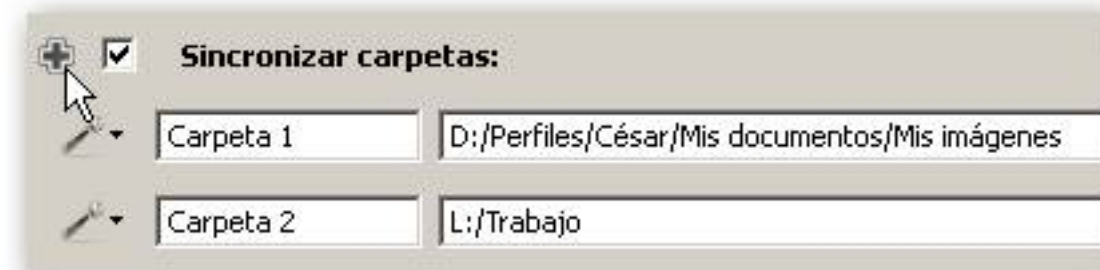 Sincronizar carpetas:
Carpeta 1 D:/Perfiles/César/Mis documentos/Mis imágenes
Carpeta 2 L:/Trabajo